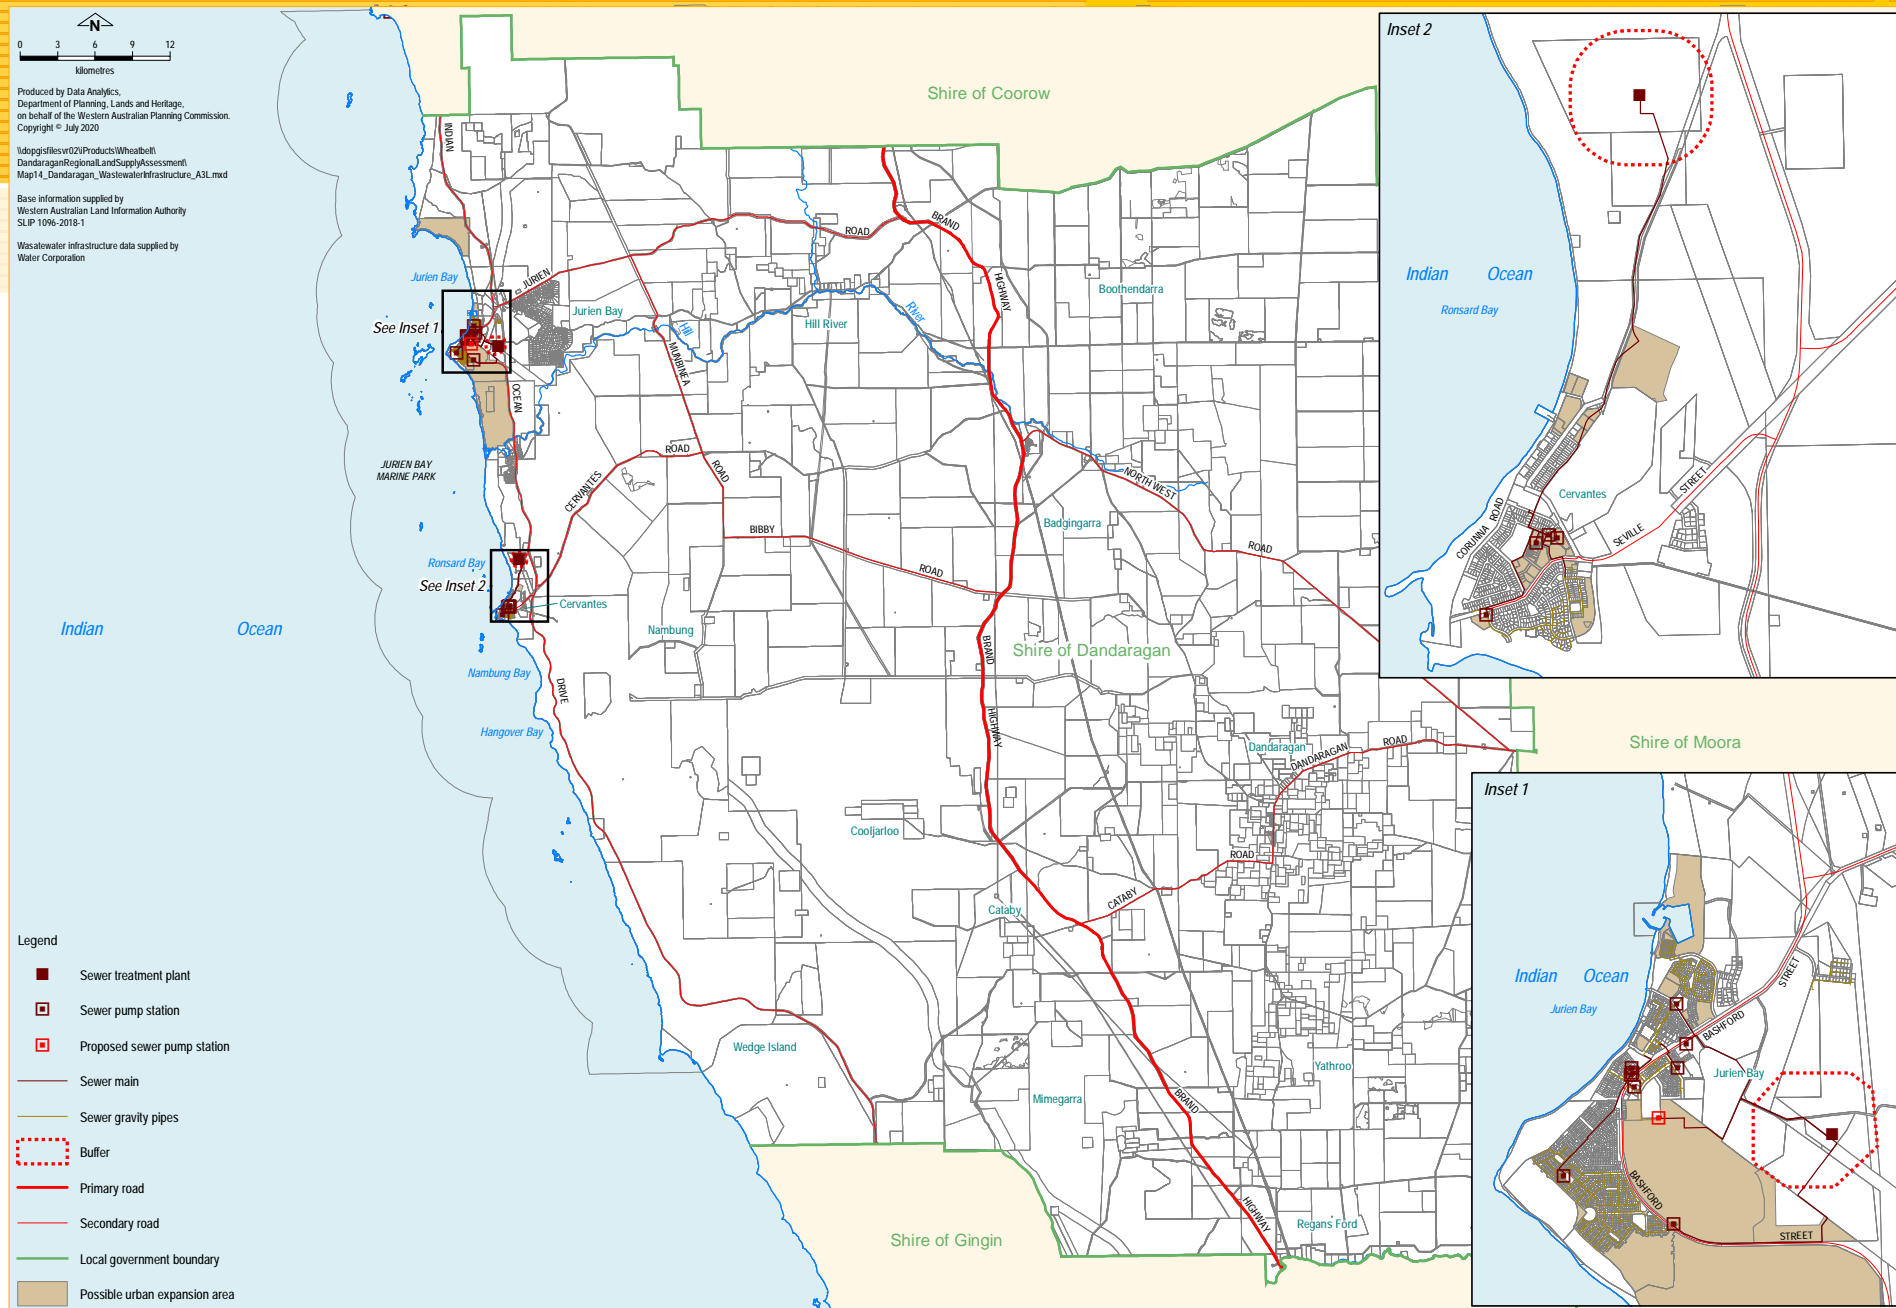 N
0 3 6 9 12
kilometres
Produced by Data Analytics,
Department of Planning, Lands and Heritage,
on behalf of the Western Australian Planning Commission.
Copyright © July 2020
\\dopgisfilesvr02\iProducts\Wheatbelt\
DandaraganRegionalLandSupplyAssessment\
Map14_Dandaragan_WastewaterInfrastructure_A3L.mxd
Base information supplied by
Western Australian Land Information Authority
SLIP 1096-2018-1
Wasatewater infrastructure data supplied by
Water Corporation
Shire of Coorow
INDIAN
BRAND
ROAD
HIGHWAY
JURIEN
Jurien Bay
Jurien Bay
Boothendarra
Hill River
River
Hill
See Inset 1
MUNBINEA
OCEAN
JURIEN BAY
MARINE PARK
CERVANTES
ROAD
ROAD
NORTH WEST
BIBBY
Badgingarra
ROAD
ROAD
Ronsard Bay
See Inset 2
Cervantes
Indian Ocean
Nambung
BRAND
Shire of Dandaragan
Nambung Bay
DRIVE
HIGHWAY
Hangover Bay
Dandaragan
DANDARAGAN
ROAD
Shire of Moora
Cooljarloo
ROAD
CATABY
Cataby
Wedge Island
Yathroo
Mimegarra
BRAND
HIGHWAY
Regans Ford
Shire of Gingin
Legend
Sewer treatment plant
Sewer pump station
Proposed sewer pump station
Sewer main
Sewer gravity pipes
Buffer
Primary road
Secondary road
Local government boundary
Possible urban expansion area
Inset 2
Indian Ocean
Ronsard Bay
CORUNNA ROAD
Cervantes
STREET
SEVILLE
Inset 1
Indian Ocean
Jurien Bay
STREET
BASHFORD
Jurien Bay
BASHFORD
STREET